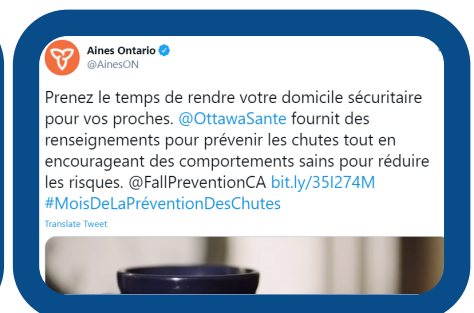 Aines Ontario
@AinesON
Prenez le temps de rendre votre domicile sécuritaire
pour vos proches. @OttawaSante fournit des
renseignements pour prévenir les chutes tout en
encourageant des comportements sains pour réduire
les risques. @FallPreventionCA bit.ly/35I274M
#MoisDeLaPréventionDesChutes
Translate Tweet